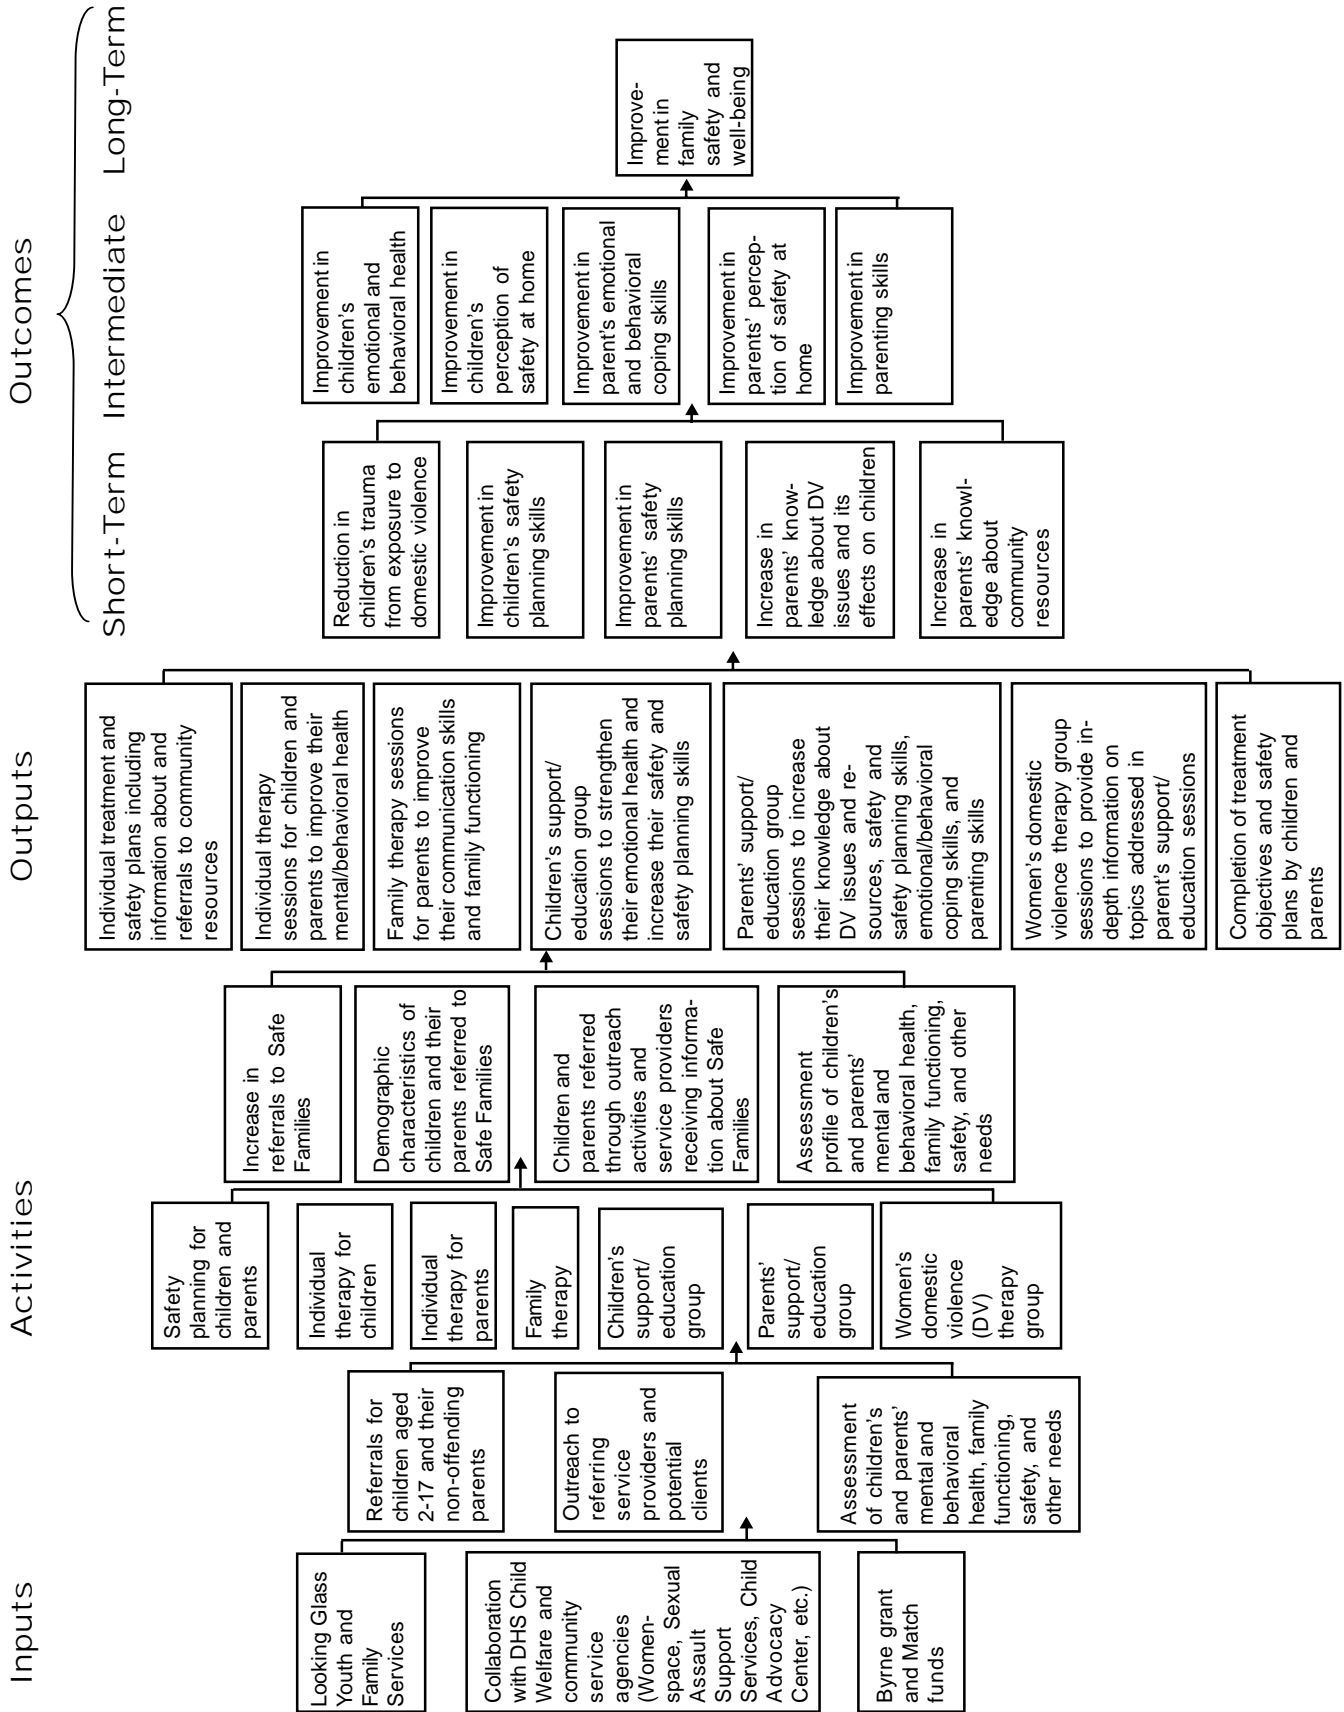 Inputs
Activities
Outputs
Outcomes
Short-Term
Intermediate
Long-Term
Looking Glass
Youth and
Family
Services
Collaboration
with DHS Child
Welfare and
community
service
agencies
(Women-
space, Sexual
Assault
Support
Services, Child
Advocacy
Center, etc.)
Byrne grant
and Match
funds
Referrals for
children aged
2-17 and their
non-offending
parents
Outreach to
referring
service
providers and
potential
clients
Assessment
of children's
and parents'
mental and
behavioral
health, family
functioning,
safety, and
other needs
Safety
planning for
children and
parents
Individual
therapy for
children
Individual
therapy for
parents
Family
therapy
Children's
support/
education
group
Parents'
support/
education
group
Women's
domestic
violence
(DV)
therapy
group
Increase in
referrals to Safe
Families
Demographic
characteristics of
children and their
parents referred to
Safe Families
Children and
parents referred
through outreach
activities and
service providers
receiving informa-
tion about Safe
Families
Assessment
profile of children's
and parents'
mental and
behavioral health,
family functioning,
safety, and other
needs
Individual treatment and
safety plans including
information about and
referrals to community
resources
Individual therapy
sessions for children and
parents to improve their
mental/behavioral health
Family therapy sessions
for parents to improve
their communication skills
and family functioning
Children's support/
education group
sessions to strengthen
their emotional health and
increase their safety and
safety planning skills
Parents' support/
education group
sessions to increase
their knowledge about
DV issues and re-
sources, safety and
safety planning skills,
emotional/behavioral
coping skills, and
parenting skills
Women's domestic
violence therapy group
sessions to provide in-
depth information on
topics addressed in
parent's support/
education sessions
Completion of treatment
objectives and safety
plans by children and
parents
Reduction in
children's trauma
from exposure to
domestic violence
Improvement in
children's safety
planning skills
Improvement in
parents' safety
planning skills
Increase in
parents' know-
ledge about DV
issues and its
effects on children
Increase in
parents' knowl-
edge about
community
resources
Improvement in
children's
emotional and
behavioral health
Improvement in
children's
perception of
safety at home
Improvement in
parent's emotional
and behavioral
coping skills
Improvement in
parents' percep-
tion of safety at
home
Improvement in
parenting skills
Improve-
ment in
family
safety and
well-being